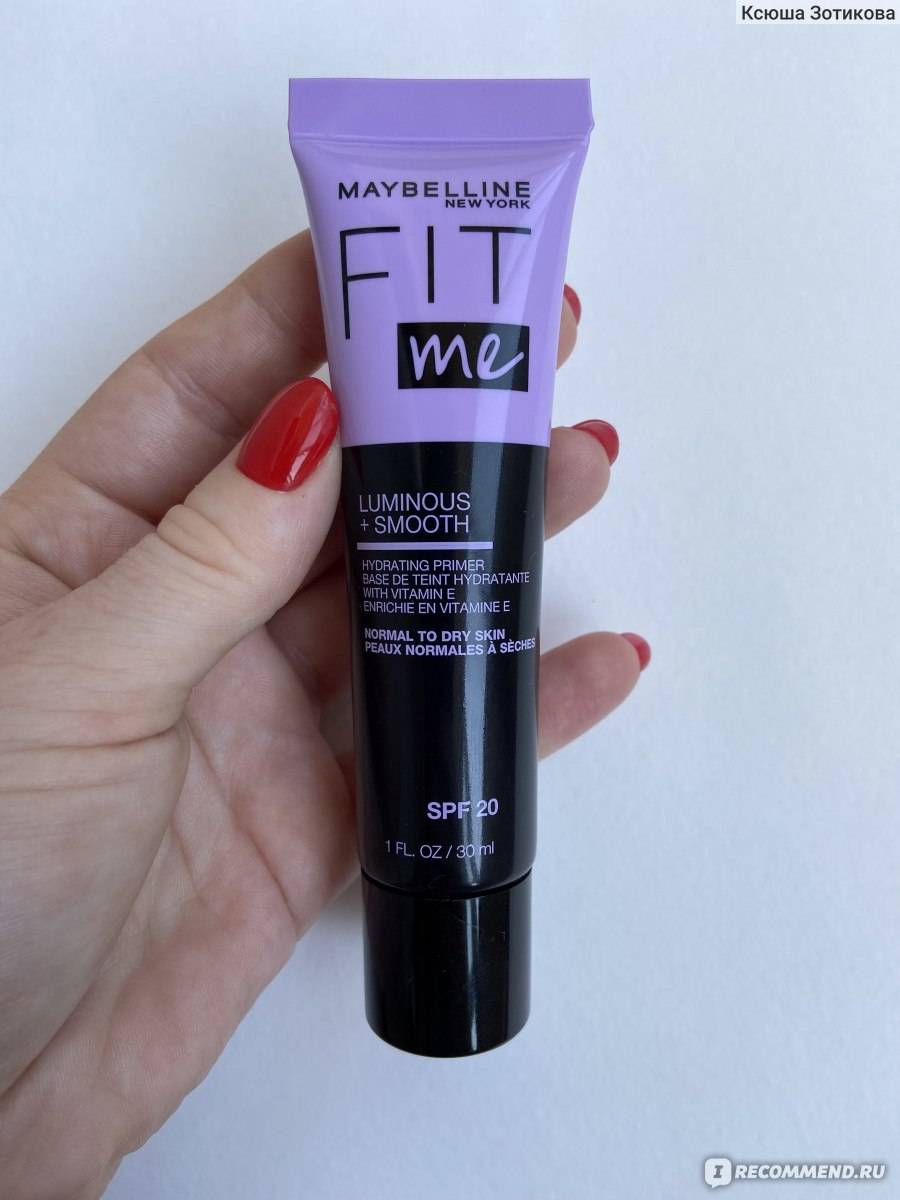 Ксюша Зотикова
MAYBELLINE
NEW YORK
FIT
me
LUMINOUS
+ SMOOTH
HYDRATING PRIMER
BASE DE TEINT HYDRATANTE
WITH VITAMIN E
ENRICHIE EN VITAMINE E
NORMAL TO DRY SKIN
PEAUX NORMALES À SÈCHES
SPF 20
1 FL. OZ / 30 ml
IRECOMMEND.RU